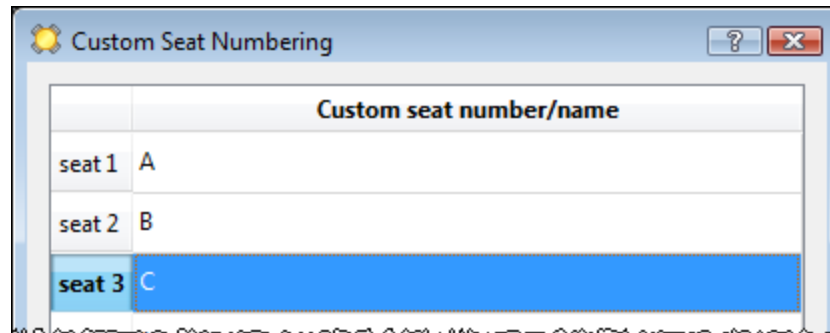 Custom Seat Numbering ?
Custom seat number/name
seat 1 A
seat 2 B
seat 3 C